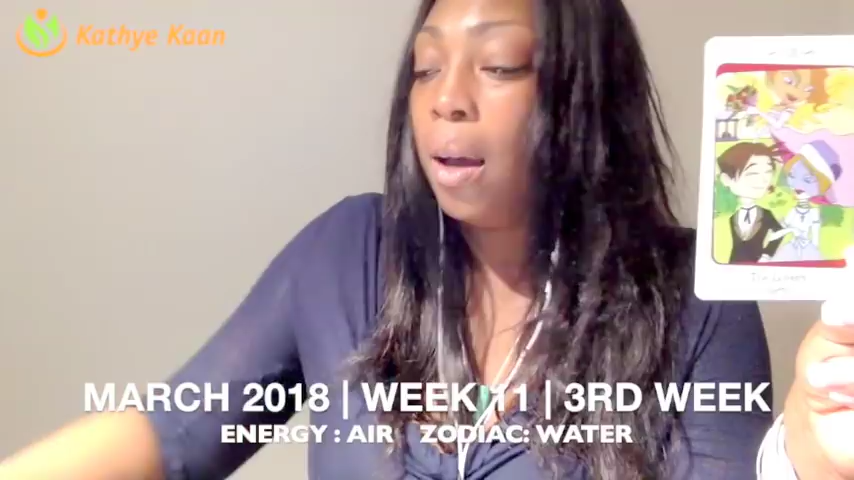 Kathye Kaan
MARCH 2018 | WEEK 11 | 3RD WEEK
ENERGY : AIR ZODIAC: WATER